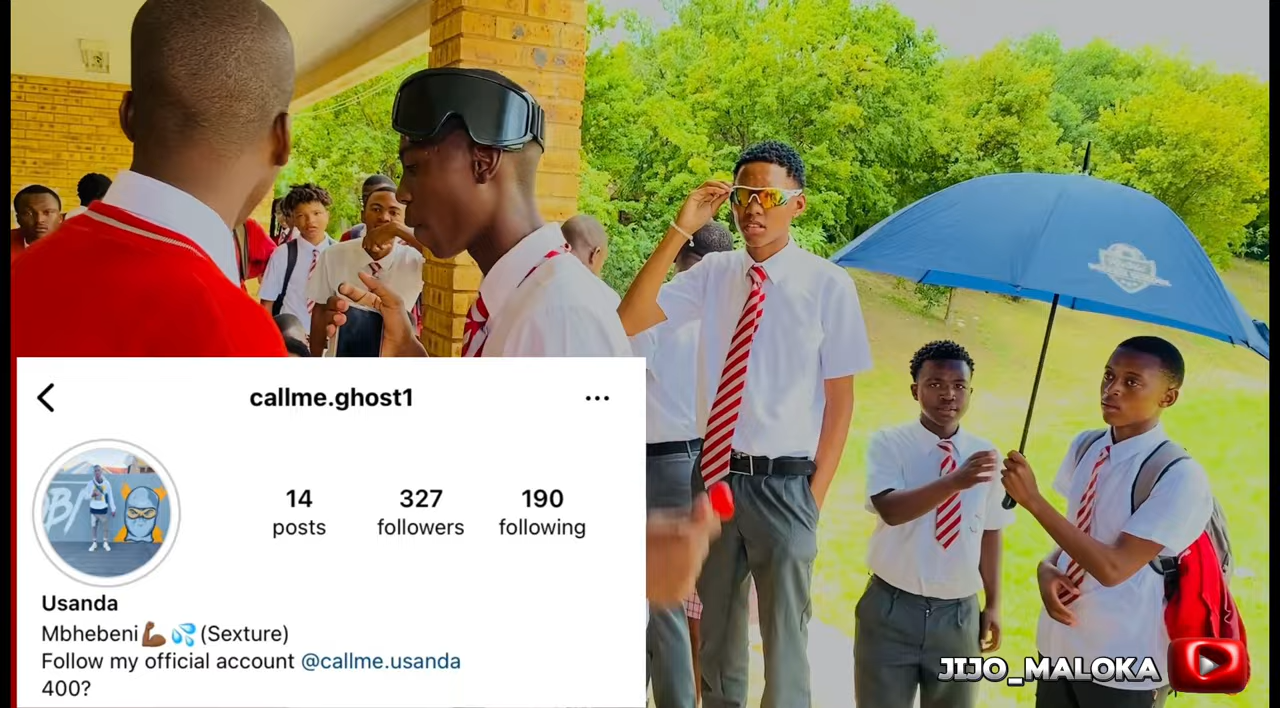 callme.ghost1
14
327
190
posts
followers
following
Usanda
Mbhebeni💪🏾💦(Sexture)
Follow my official account @callme.usanda
400?
JIJO_MALOKA